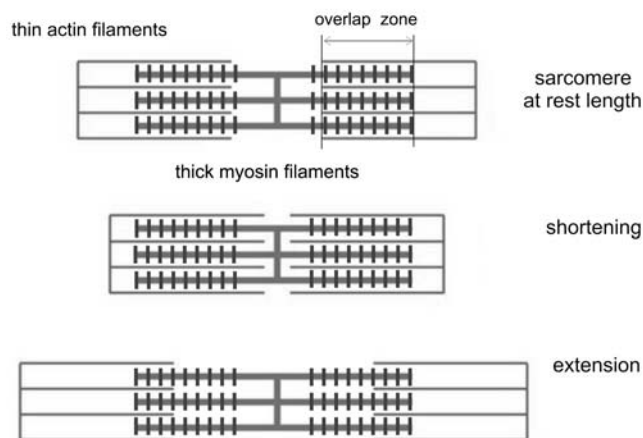 overlap zone
thin actin filaments
sarcomere
at rest length
thick myosin filaments
shortening
extension